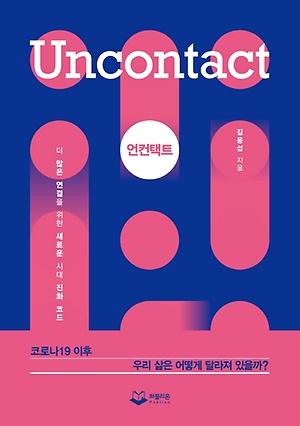 Uncontact
언컨택트
더 많은 연결을 위한 새로운 시대 진화 코드
김용섭 지음
코로나19 이후
우리 삶은 어떻게 달라져 있을까?
퍼블리온
Publion